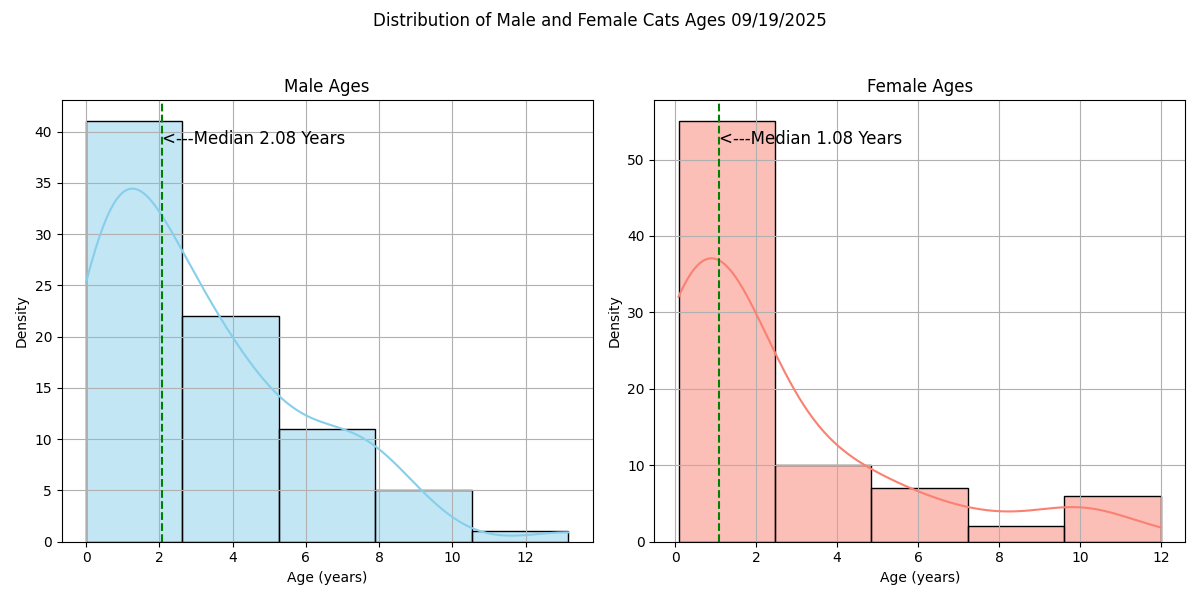 Distribution of Male and Female Cats Ages 09/19/2025
Male Ages
<---Median 2.08 Years
Density
40
35
30
25
20
15
10
5
0
0 2 4 6 8 10 12
Age (years)
Female Ages
<---Median 1.08 Years
Density
50
40
30
20
10
0
0 2 4 6 8 10 12
Age (years)